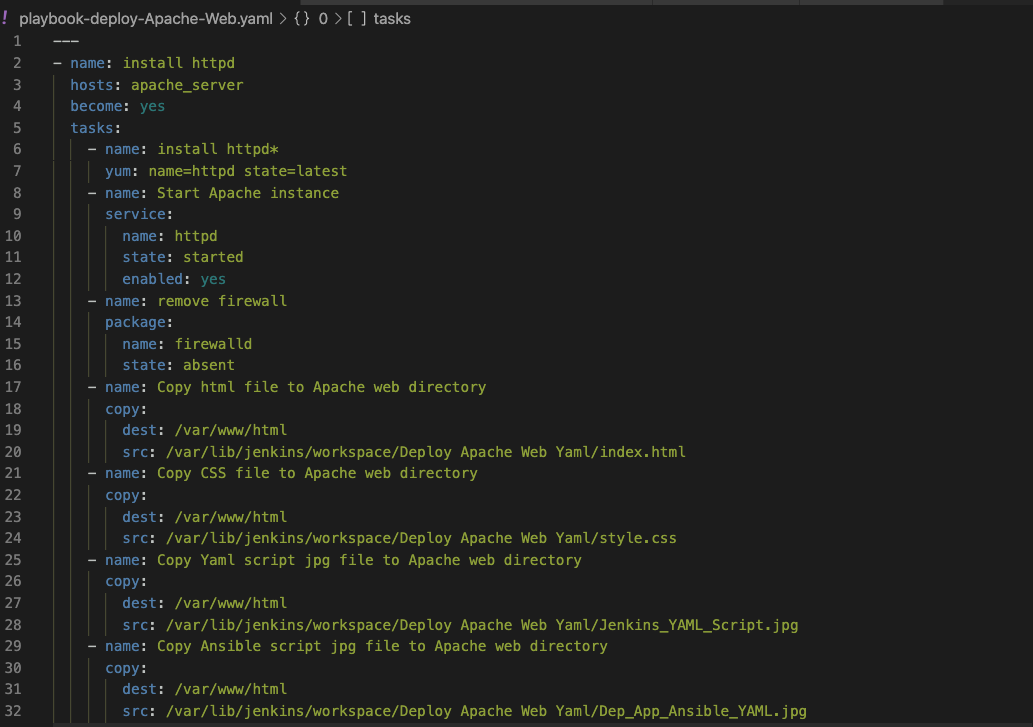 ! playbook-deploy-Apache-Web.yaml > {} 0 > [ ] tasks
1 ---
2 - name: install httpd
3 hosts: apache_server
4 become: yes
5 tasks:
6 - name: install httpd*
7 yum: name=httpd state=latest
8 - name: Start Apache instance
9 service:
10 name: httpd
11 state: started
12 enabled: yes
13 - name: remove firewall
14 package:
15 name: firewalld
16 state: absent
17 - name: Copy html file to Apache web directory
18 copy:
19 dest: /var/www/html
20 src: /var/lib/jenkins/workspace/Deploy Apache Web Yaml/index.html
21 - name: Copy CSS file to Apache web directory
22 copy:
23 dest: /var/www/html
24 src: /var/lib/jenkins/workspace/Deploy Apache Web Yaml/style.css
25 - name: Copy Yaml script jpg file to Apache web directory
26 copy:
27 dest: /var/www/html
28 src: /var/lib/jenkins/workspace/Deploy Apache Web Yaml/Jenkins_YAML_Script.jpg
29 - name: Copy Ansible script jpg file to Apache web directory
30 copy:
31 dest: /var/www/html
32 src: /var/lib/jenkins/workspace/Deploy Apache Web Yaml/Dep_App_Ansible_YAML.jpg